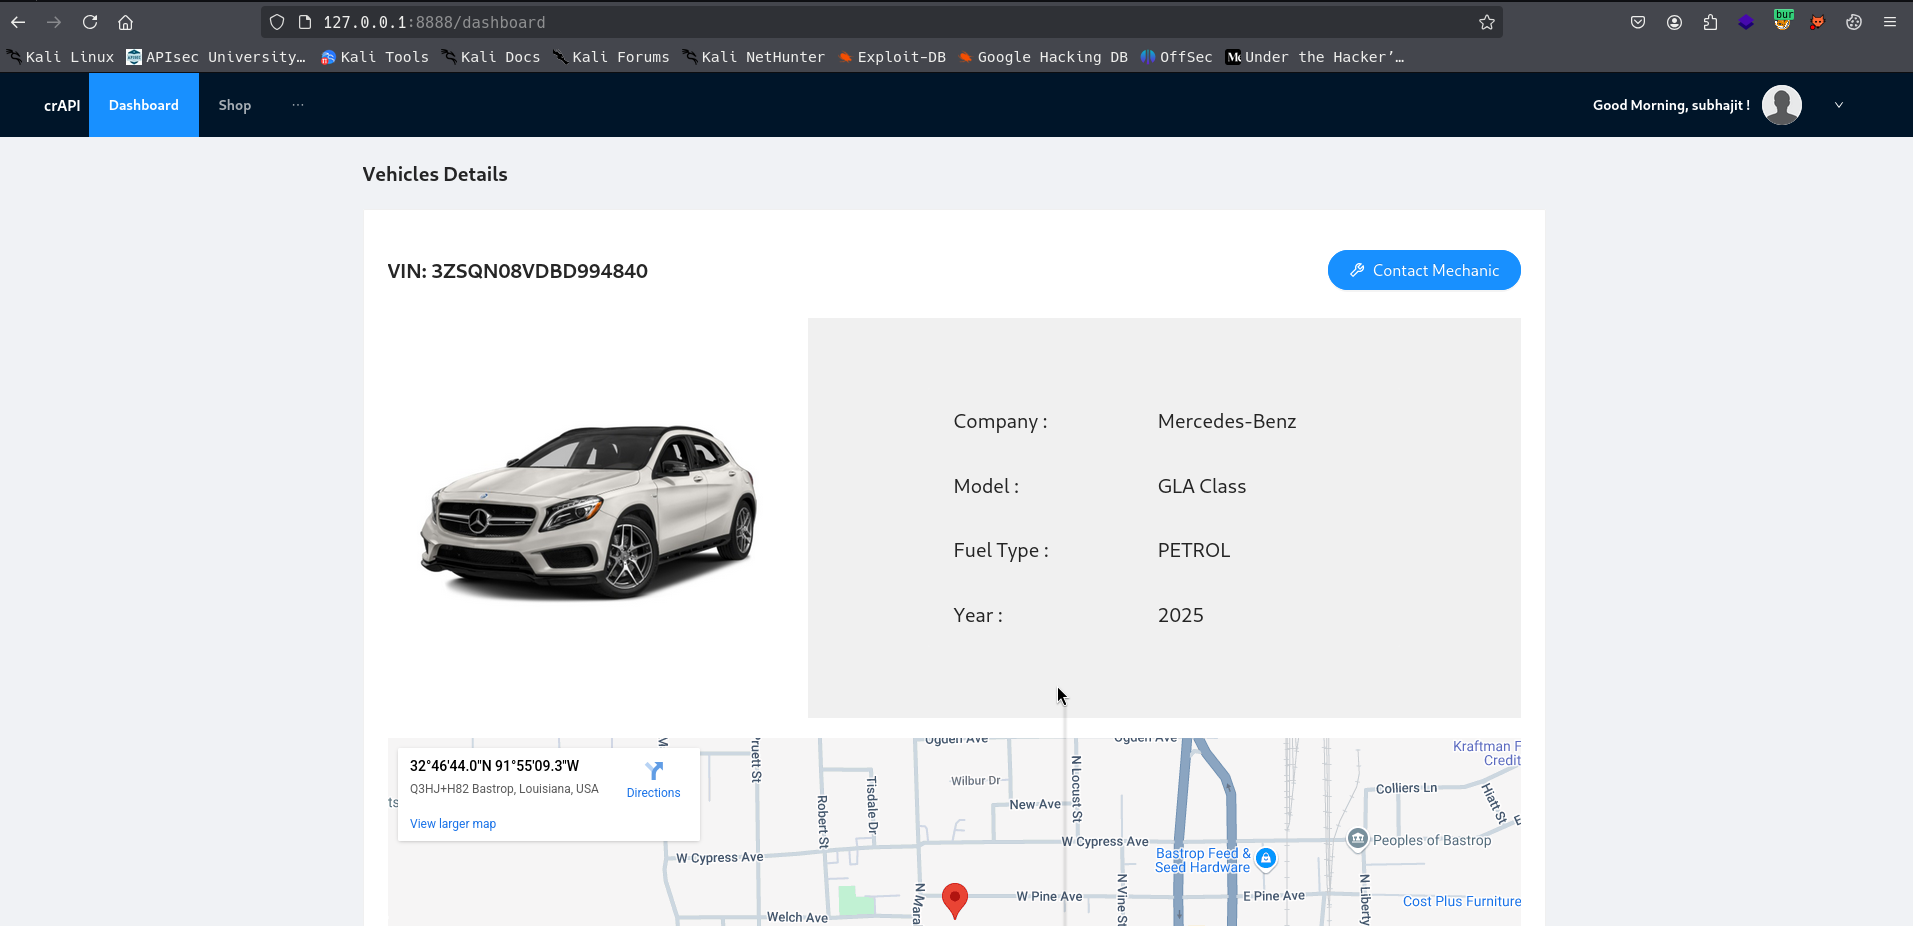 127.0.0.1:8888/dashboard
bur
Kali Linux APIsec University… Kali Tools Kali Docs Kali Forums Kali NetHunter Exploit-DB Google Hacking DB OffSec Under the Hacker’…
crAPI Dashboard Shop ··· Good Morning, subhajit !
Vehicles Details
VIN: 3ZSQN08VDBD994840
Contact Mechanic
Company : Mercedes-Benz
Model : GLA Class
Fuel Type : PETROL
Year : 2025
32°46'44.0"N 91°55'09.3"W
Q3HJ+H82 Bastrop, Louisiana, USA
Directions
View larger map
Ogden Ave
Ogden Ave
Kraftman F
Credit
Wilbur Dr
Tisdale Dr
Robert St
N Locust St
New Ave
Colliers Ln
Hiatt St
W Cypress Ave
W Cypress Ave
Peoples of Bastrop
Bastrop Feed &
Seed Hardware
W Pine Ave
E Pine Ave
N Vine St
N Liberty
Cost Plus Furniture
Welch Ave
N Mara
ruett St
ts